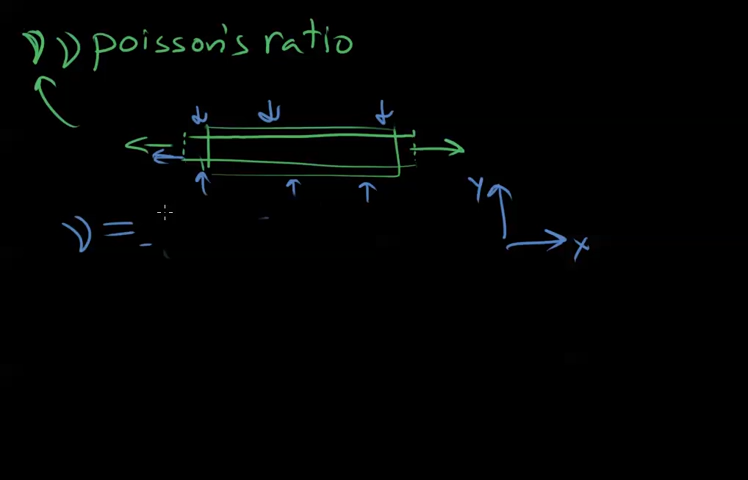 ν ν poisson's ratio
Y
ν = -
X